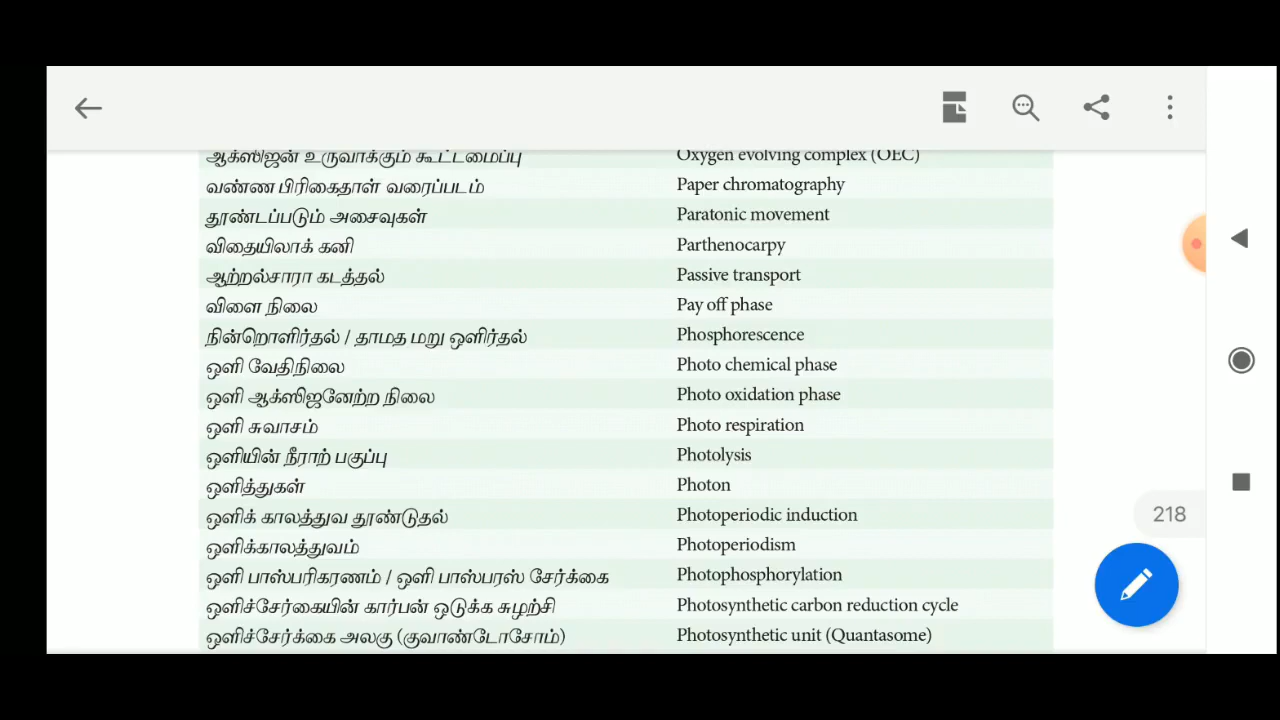 ஆக்ஸிஜன் உருவாக்கும் கூட்டமைப்பு Oxygen evolving complex (OEC)
வண்ண பிரிகைதாள் வரைப்படம் Paper chromatography
தூண்டப்படும் அசைவுகள் Paratonic movement
விதையிலாக் கனி Parthenocarpy
ஆற்றல்சாரா கடத்தல் Passive transport
விளை நிலை Pay off phase
நின்றொளிர்தல் / தாமத மறு ஒளிர்தல் Phosphorescence
ஒளி வேதிநிலை Photo chemical phase
ஒளி ஆக்ஸிஜனேற்ற நிலை Photo oxidation phase
ஒளி சுவாசம் Photo respiration
ஒளியின் நீராற் பகுப்பு Photolysis
ஒளித்துகள் Photon
ஒளிக் காலத்துவ தூண்டுதல் Photoperiodic induction
ஒளிக்காலத்துவம் Photoperiodism
ஒளி பாஸ்பரிகரணம் / ஒளி பாஸ்பரஸ் சேர்க்கை Photophosphorylation
ஒளிச்சேர்கையின் கார்பன் ஒடுக்க சுழற்சி Photosynthetic carbon reduction cycle
ஒளிச்சேர்க்கை அலகு (குவாண்டோசோம்) Photosynthetic unit (Quantasome)
218